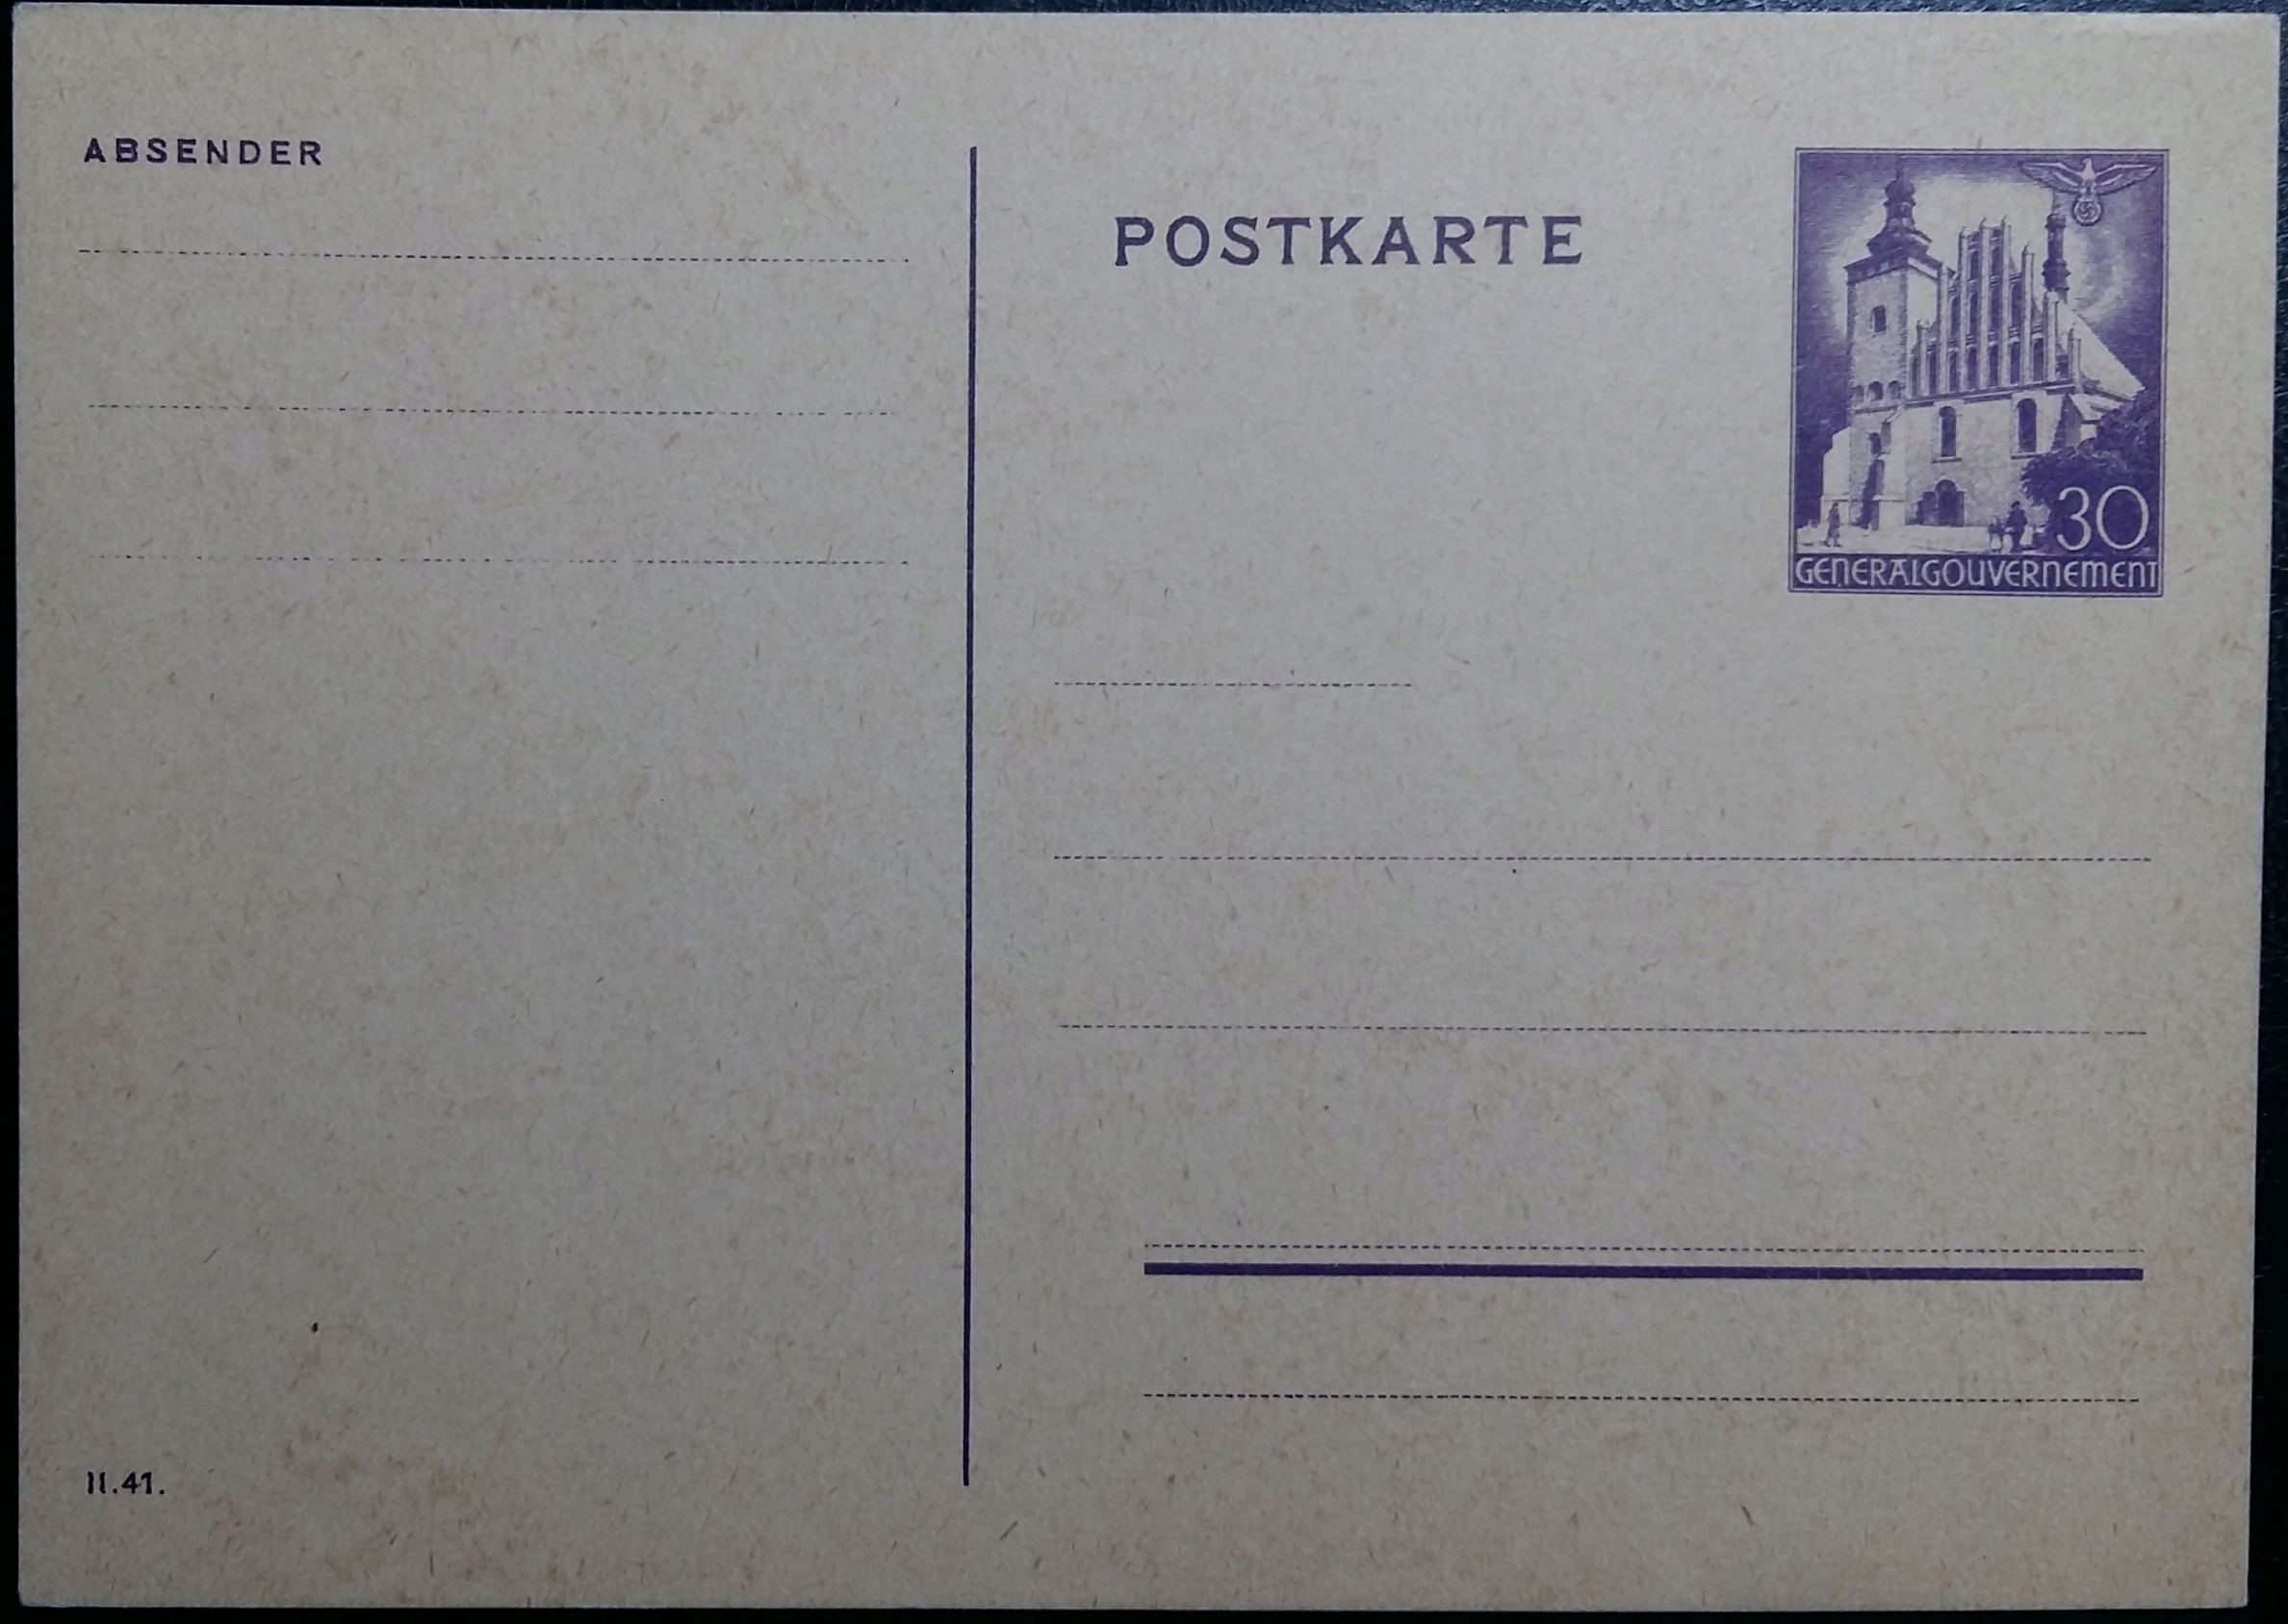 ABSENDER
POSTKARTE
30
GENERALGOUVERNEMENT
II.41.